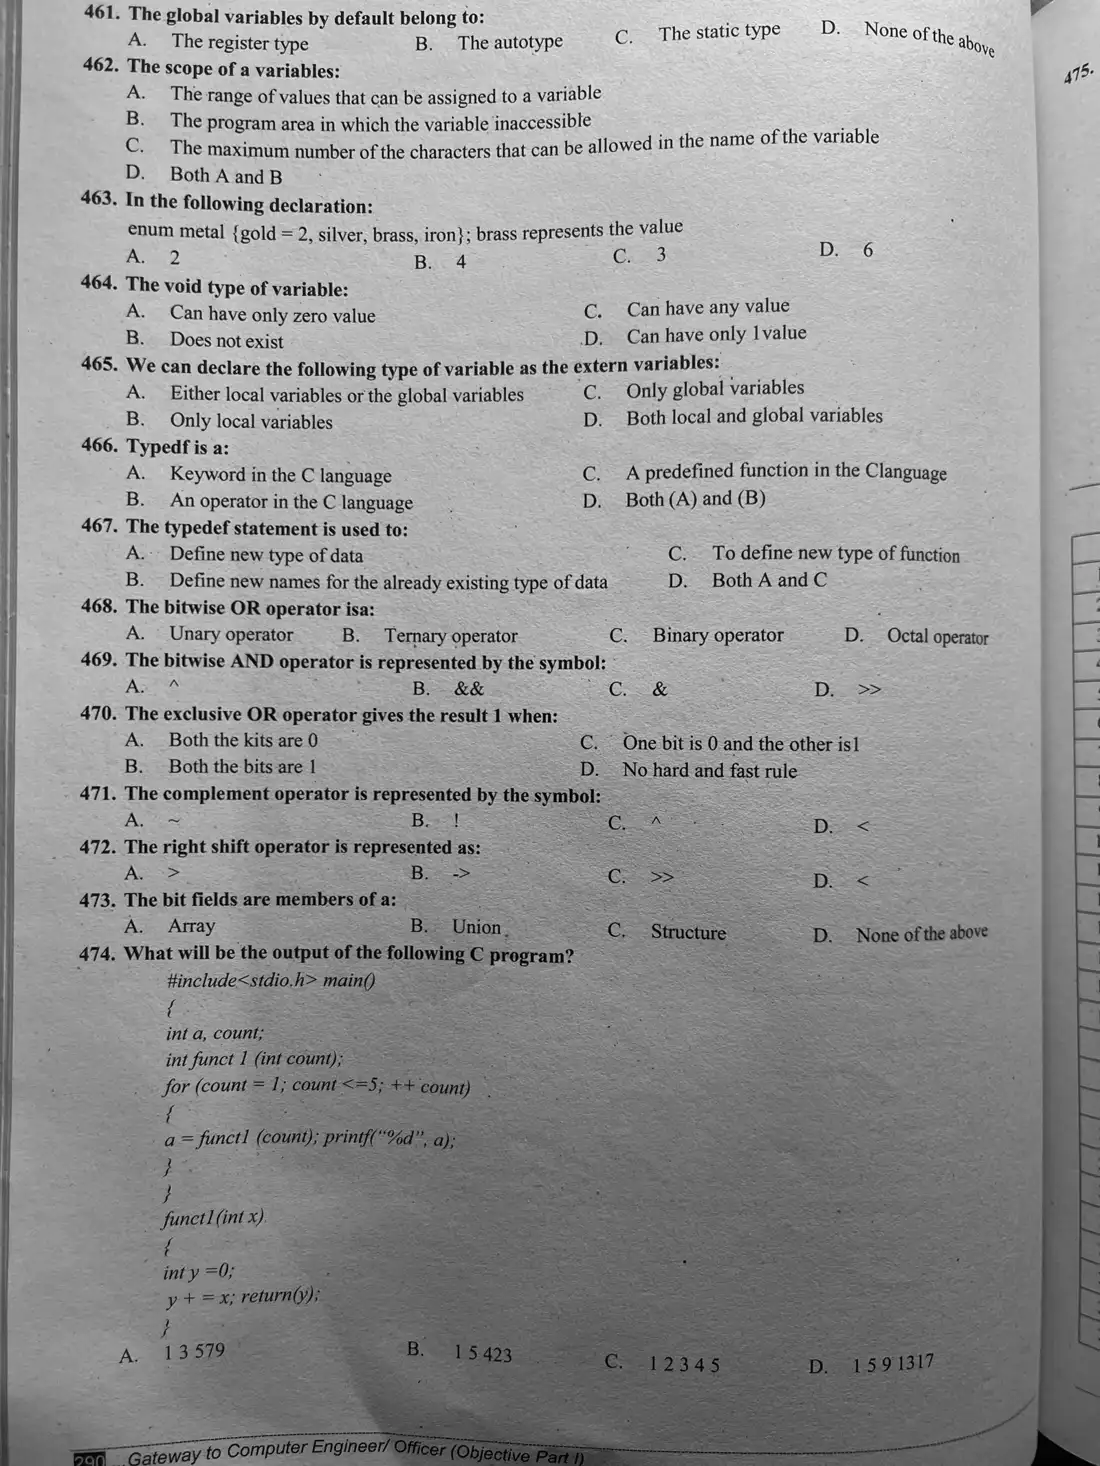 461. The global variables by default belong to:
A. The register type B. The autotype C. The static type D. None of the above
462. The scope of a variables:
A. The range of values that can be assigned to a variable
B. The program area in which the variable inaccessible
C. The maximum number of the characters that can be allowed in the name of the variable
D. Both A and B
463. In the following declaration:
enum metal {gold = 2, silver, brass, iron}; brass represents the value
A. 2 B. 4 C. 3 D. 6
464. The void type of variable:
A. Can have only zero value C. Can have any value
B. Does not exist D. Can have only 1value
465. We can declare the following type of variable as the extern variables:
A. Either local variables or the global variables C. Only global variables
B. Only local variables D. Both local and global variables
466. Typedf is a:
A. Keyword in the C language C. A predefined function in the Clanguage
B. An operator in the C language D. Both (A) and (B)
467. The typedef statement is used to:
A. Define new type of data C. To define new type of function
B. Define new names for the already existing type of data D. Both A and C
468. The bitwise OR operator isa:
A. Unary operator B. Ternary operator C. Binary operator D. Octal operator
469. The bitwise AND operator is represented by the symbol:
A. ^ B. && C. & D. >>
470. The exclusive OR operator gives the result 1 when:
A. Both the kits are 0 C. One bit is 0 and the other is1
B. Both the bits are 1 D. No hard and fast rule
471. The complement operator is represented by the symbol:
A. ~ B. ! C. ^ D. <
472. The right shift operator is represented as:
A. > B. -> C. >> D. <
473. The bit fields are members of a:
A. Array B. Union C. Structure D. None of the above
474. What will be the output of the following C program?
#include<stdio.h> main()
{
int a, count;
int funct 1 (int count);
for (count = 1; count <=5; ++ count)
{
a = funct1 (count); printf("%d", a);
}
}
funct1(int x)
{
int y =0;
y + = x; return(y);
}
A. 1 3 579 B. 1 5 423 C. 1 2 3 4 5 D. 1 5 9 1317
290 Gateway to Computer Engineer/ Officer (Objective Part I)
475.